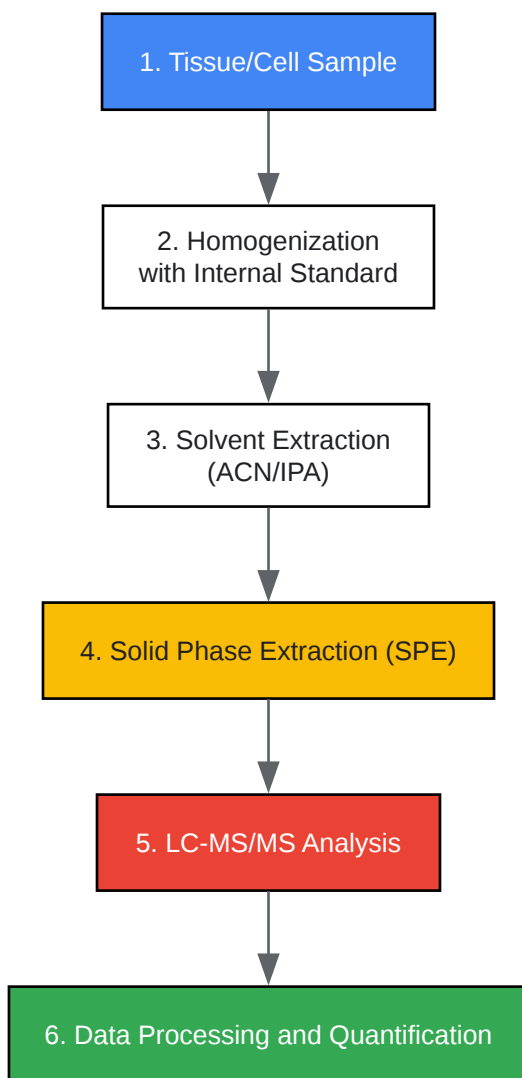 1. Tissue/Cell Sample
2. Homogenization
with Internal Standard
3. Solvent Extraction
(ACN/IPA)
4. Solid Phase Extraction (SPE)
5. LC-MS/MS Analysis
6. Data Processing and Quantification